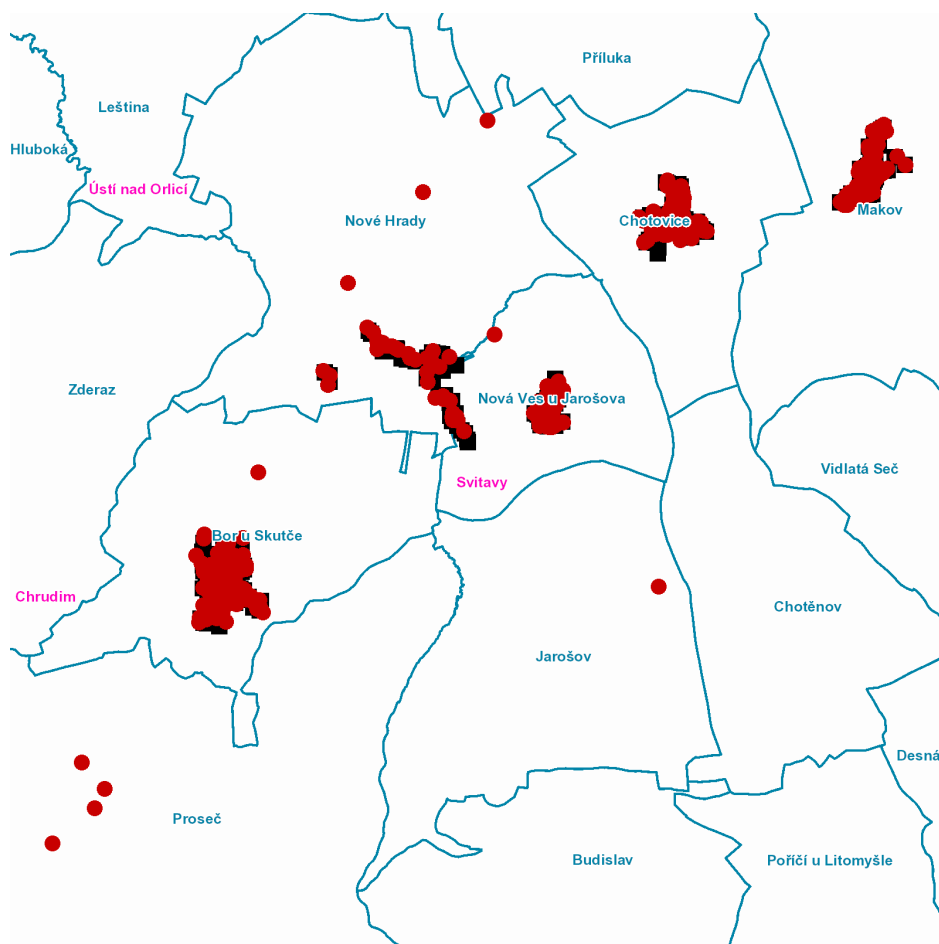 Příluka
Leština
Hluboká
Ústí nad Orlicí
Makov
Nové Hrady
Chotovice
Zderaz
Nová Ves u Jarošova
Vidlatá Seč
Svitavy
Bor u Skutče
Chrudim
Chotěnov
Jarošov
Desná
Proseč
Budislav
Poříčí u Litomyšle